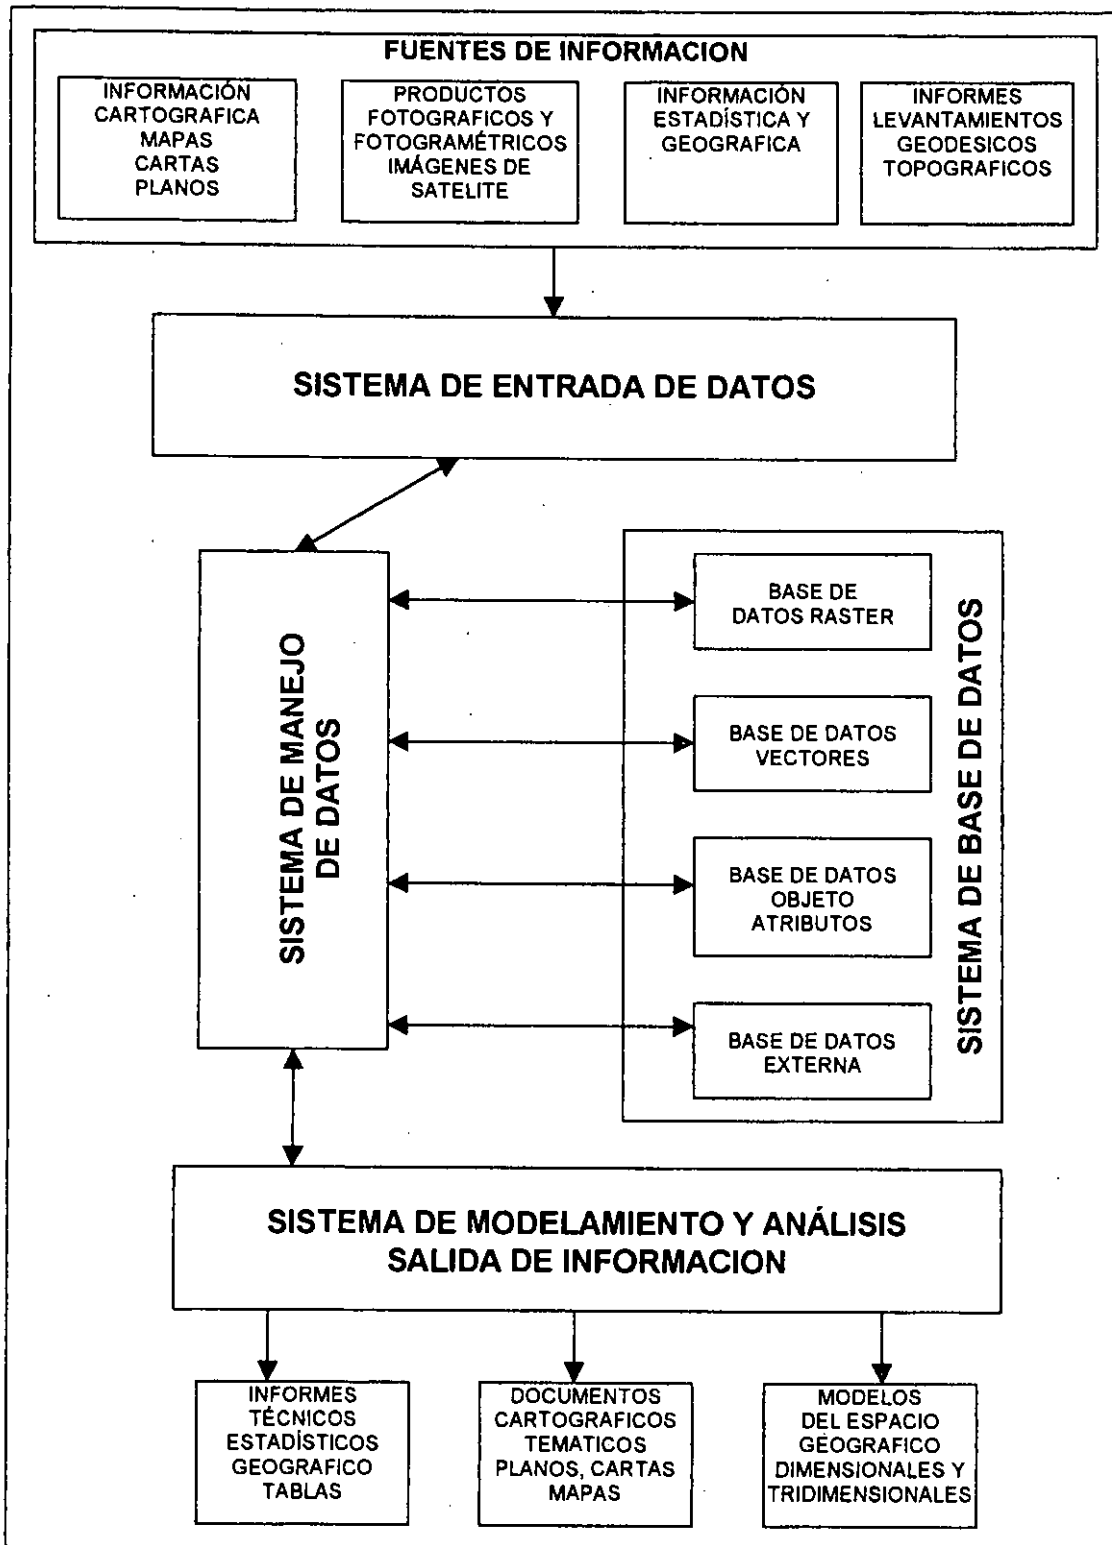 FUENTES DE INFORMACION
INFORMACIÓN
CARTOGRAFICA
MAPAS
CARTAS
PLANOS
PRODUCTOS
FOTOGRAFICOS Y
FOTOGRAMÉTRICOS
IMÁGENES DE
SATELITE
INFORMACIÓN
ESTADÍSTICA Y
GEOGRAFICA
INFORMES
LEVANTAMIENTOS
GEODESICOS
TOPOGRAFICOS
SISTEMA DE ENTRADA DE DATOS
SISTEMA DE MANEJO
DE DATOS
BASE DE
DATOS RASTER
BASE DE DATOS
VECTORES
BASE DE DATOS
OBJETO
ATRIBUTOS
BASE DE DATOS
EXTERNA
SISTEMA DE BASE DE DATOS
SISTEMA DE MODELAMIENTO Y ANÁLISIS
SALIDA DE INFORMACION
INFORMES
TÉCNICOS
ESTADÍSTICOS
GEOGRAFICO
TABLAS
DOCUMENTOS
CARTOGRAFICOS
TEMATICOS
PLANOS, CARTAS
MAPAS
MODELOS
DEL ESPACIO
GEOGRAFICO
DIMENSIONALES Y
TRIDIMENSIONALES